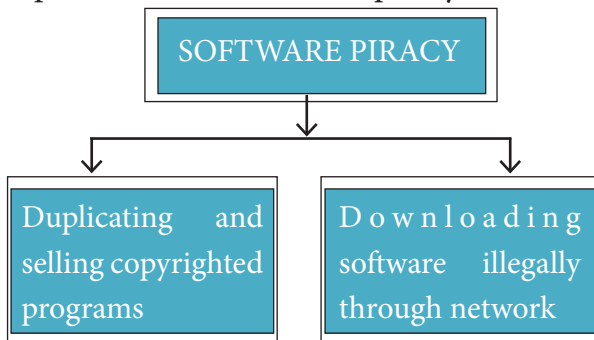 SOFTWARE PIRACY
Duplicating and
selling copyrighted
programs
Downloading
software illegally
through network